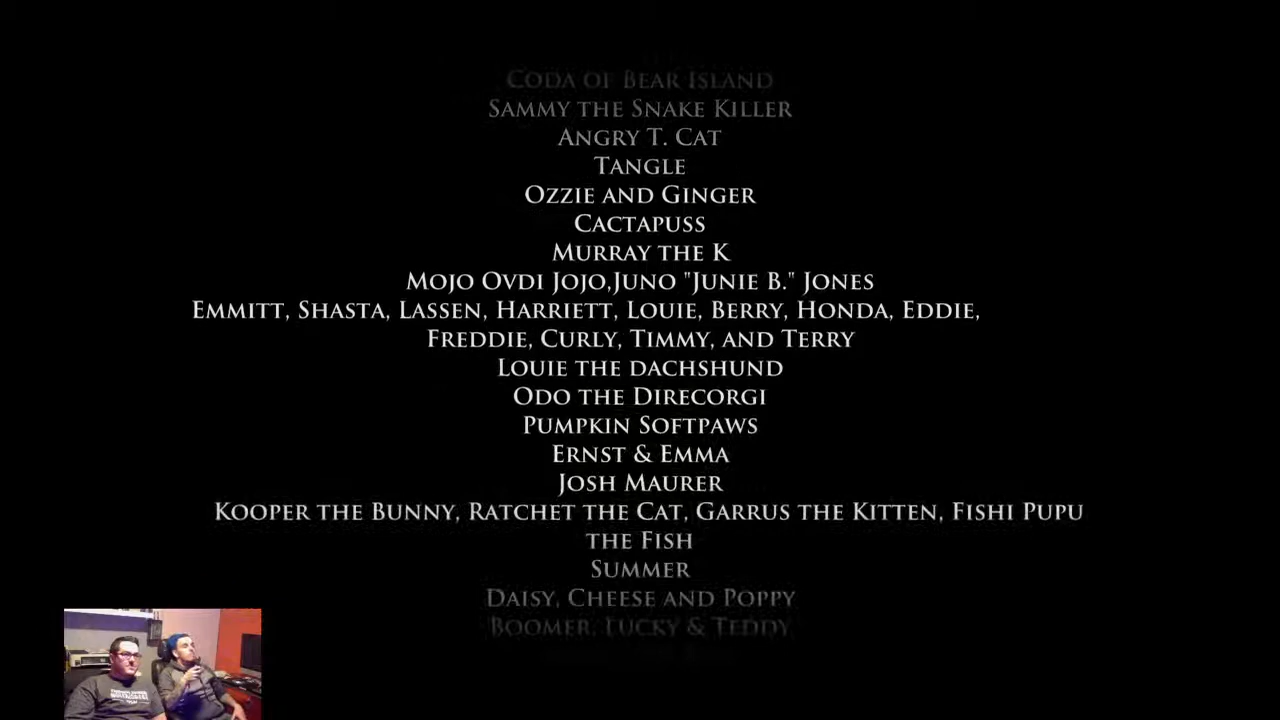 Coda of Bear Island
Sammy the Snake Killer
Angry T. Cat
Tangle
Ozzie and Ginger
Cactapuss
Murray the K
Mojo Ovdi Jojo,Juno "Junie B." Jones
Emmitt, Shasta, Lassen, Harriett, Louie, Berry, Honda, Eddie,
Freddie, Curly, Timmy, and Terry
Louie the dachshund
Odo the Direcorgi
Pumpkin Softpaws
Ernst & Emma
Josh Maurer
Kooper the Bunny, Ratchet the Cat, Garrus the Kitten, Fishi Pupu
the Fish
Summer
Daisy, Cheese and Poppy
Boomer, Lucky & Teddy